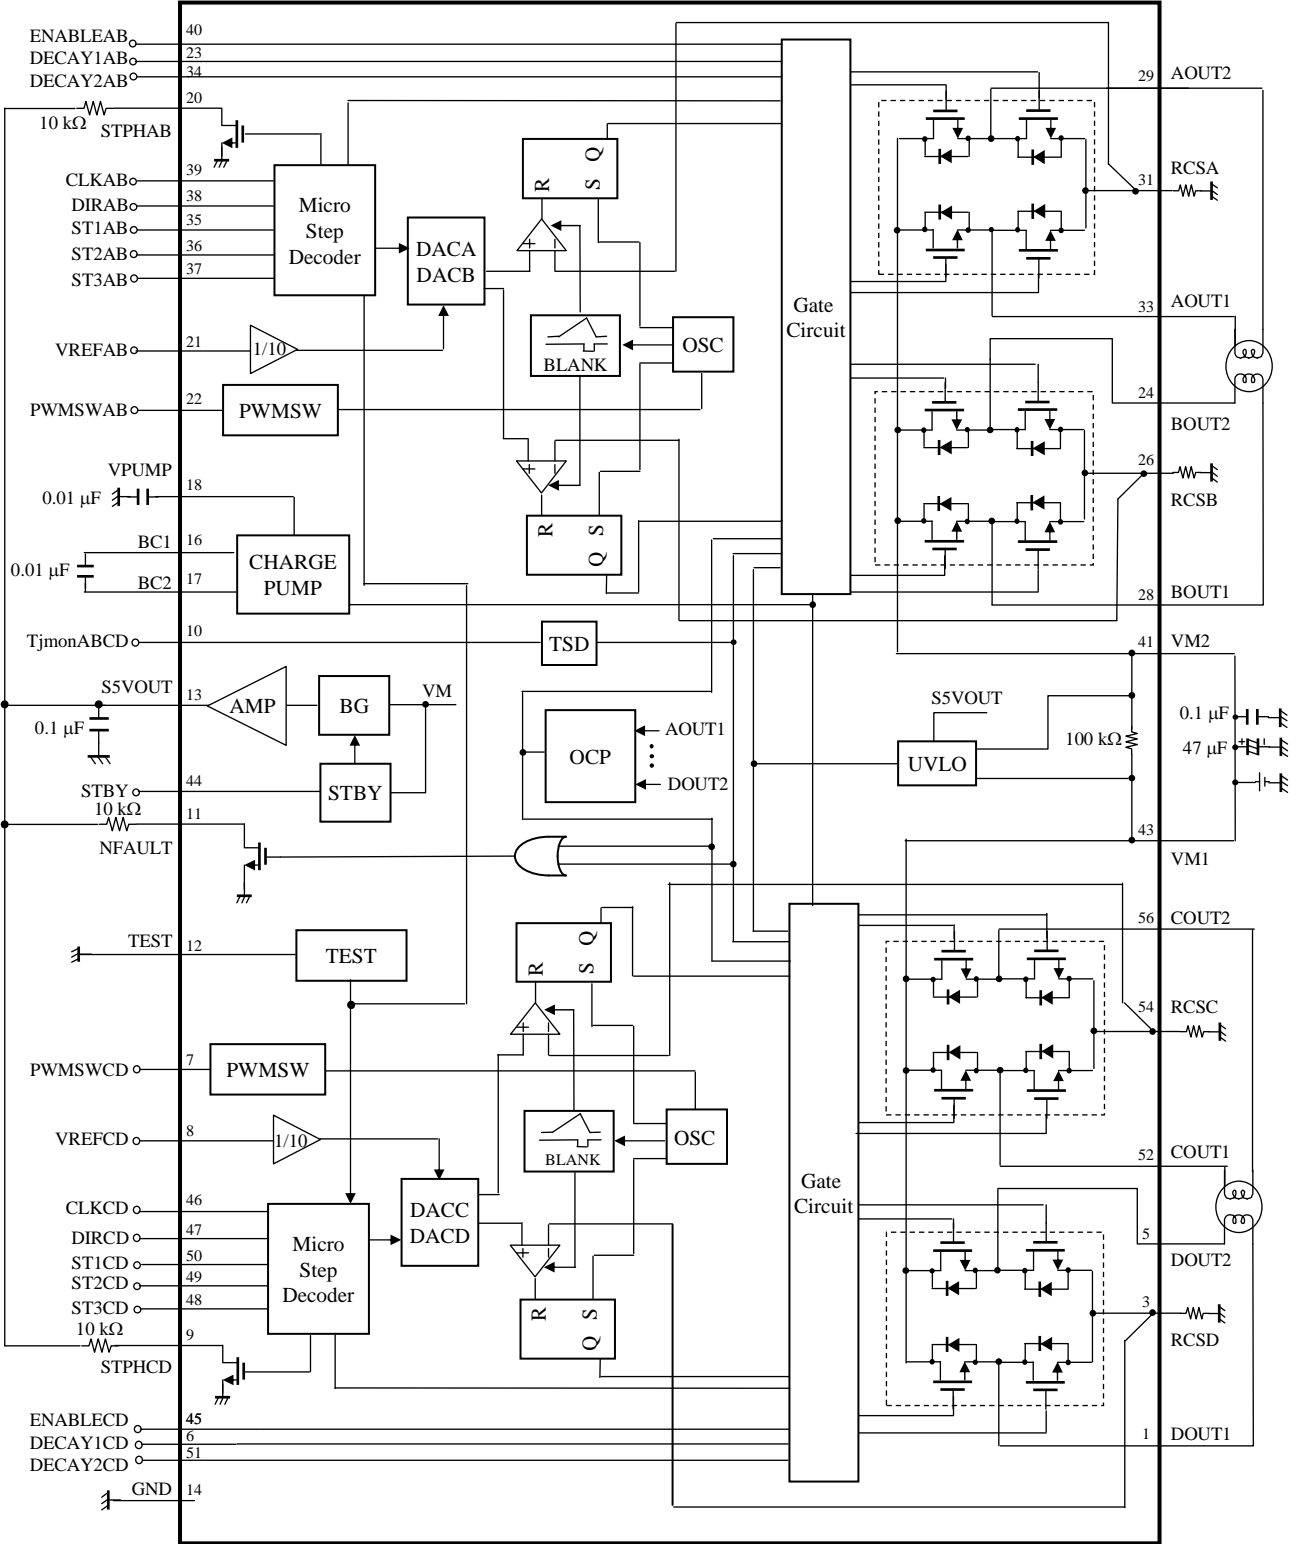 ENABLEAB
40
DECAY1AB
23
DECAY2AB
34
20
10 kΩ
STPHAB
CLKAB
39
DIRAB
38
ST1AB
35
ST2AB
36
ST3AB
37
Micro
Step
Decoder
DACA
DACB
VREFAB
21
1/10
PWMSWAB
22
PWMSW
R
Q
S
+
−
BLANK
OSC
+
−
R
S
Q
Gate
Circuit
29
AOUT2
31
RCSA
33
AOUT1
24
BOUT2
26
RCSB
28
BOUT1
VPUMP
18
0.01 µF
BC1
16
0.01 µF
BC2
17
CHARGE
PUMP
TjmonABCD
10
TSD
41
VM2
S5VOUT
13
0.1 µF
AMP
BG
VM
STBY
44
STBY
10 kΩ
11
NFAULT
OCP
AOUT1
DOUT2
S5VOUT
UVLO
100 kΩ
0.1 µF
47 µF
+
43
VM1
TEST
12
TEST
PWMSWCD
7
PWMSW
VREFCD
8
1/10
CLKCD
46
DIRCD
47
ST1CD
50
ST2CD
49
ST3CD
48
Micro
Step
Decoder
DACC
DACD
10 kΩ
9
STPHCD
R
Q
S
+
−
BLANK
OSC
+
−
R
S
Q
Gate
Circuit
56
COUT2
54
RCSC
52
COUT1
5
DOUT2
3
RCSD
1
DOUT1
ENABLECD
45
DECAY1CD
6
DECAY2CD
51
GND
14